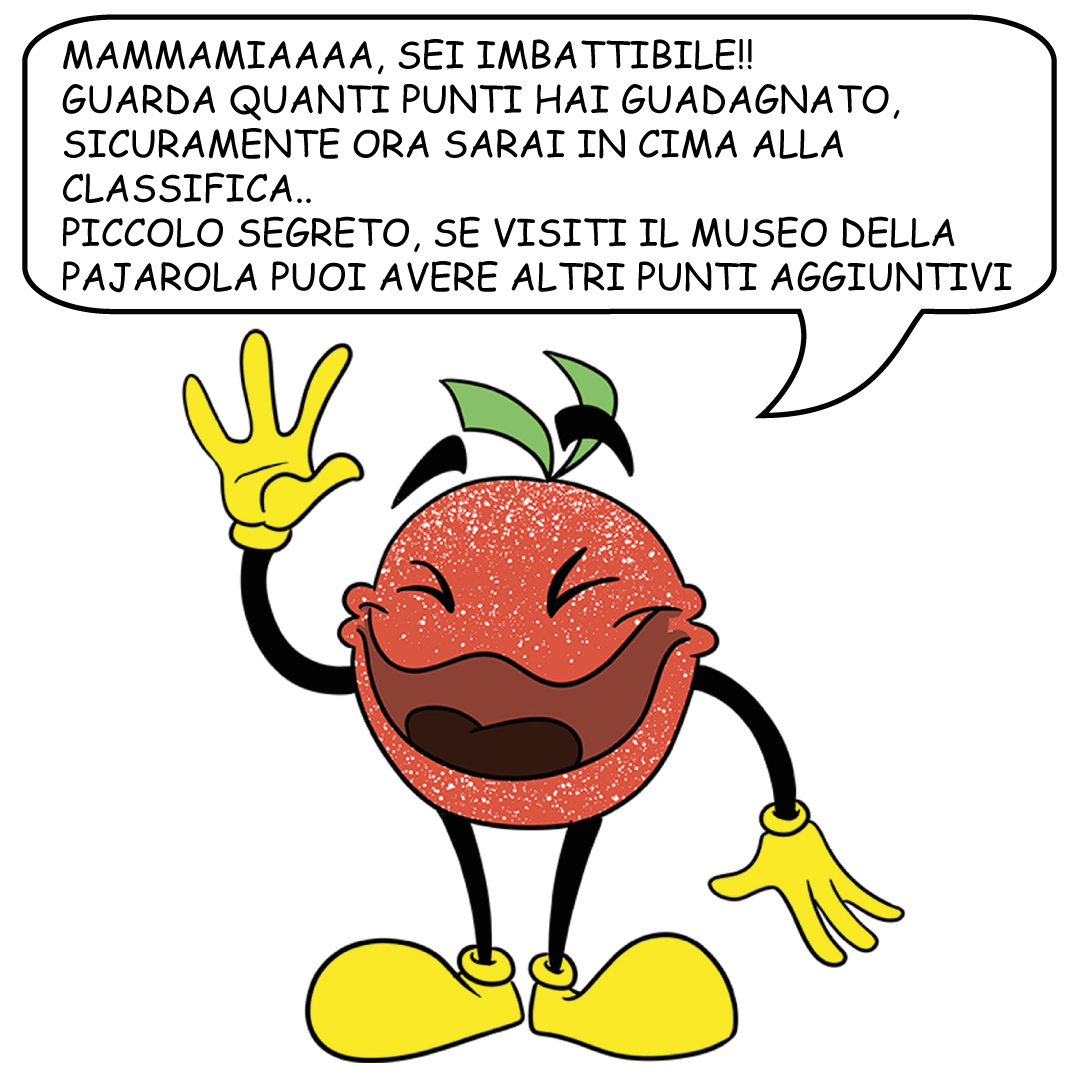 MAMMAMIAAAA, SEI IMBATTIBILE!!
GUARDA QUANTI PUNTI HAI GUADAGNATO,
SICURAMENTE ORA SARAI IN CIMA ALLA
CLASSIFICA..
PICCOLO SEGRETO, SE VISITI IL MUSEO DELLA
PAJAROLA PUOI AVERE ALTRI PUNTI AGGIUNTIVI